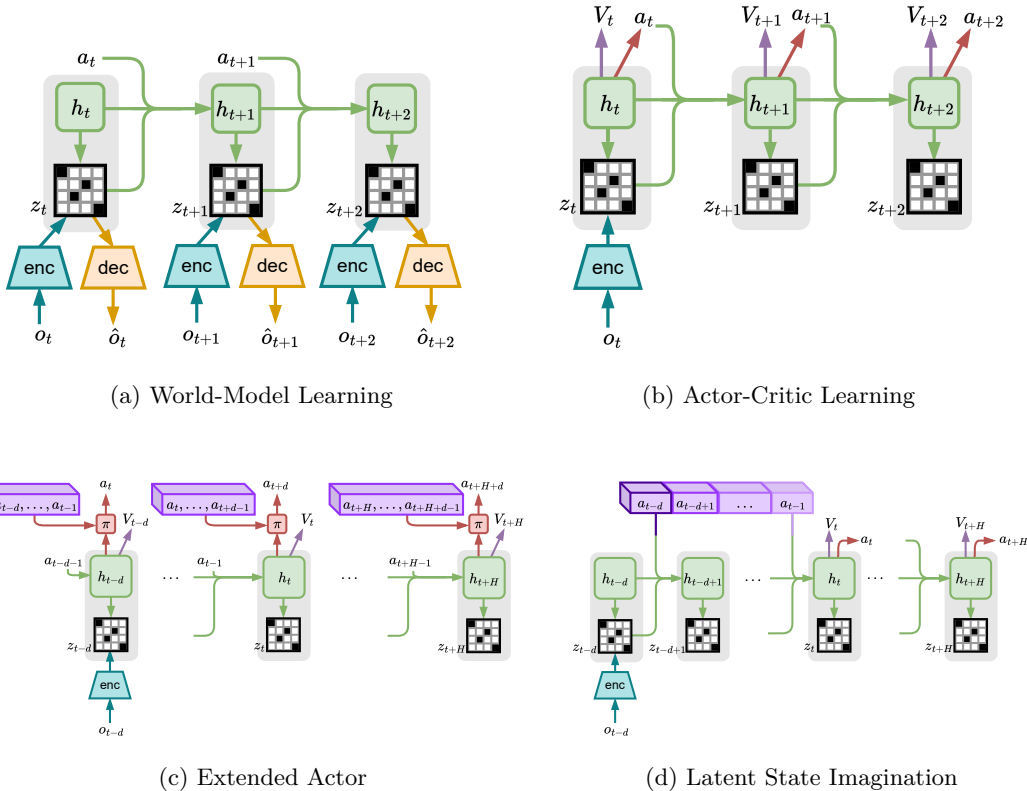 a_t a_{t+1}
h_t h_{t+1} h_{t+2}
z_t z_{t+1} z_{t+2}
enc dec enc dec enc dec
o_t ô_t o_{t+1} ô_{t+1} o_{t+2} ô_{t+2}
(a) World-Model Learning
V_t a_t V_{t+1} a_{t+1} V_{t+2} a_{t+2}
h_t h_{t+1} h_{t+2}
z_t z_{t+1} z_{t+2}
enc
o_t
(b) Actor-Critic Learning
a_t a_{t+d} a_{t+H+d}
t−d, . . . , a_{t−1} a_t, . . . , a_{t+d−1} a_{t+H}, . . . , a_{t+H+d−1}
π V_{t−d} π V_t π V_{t+H}
a_{t−d−1} h_{t−d} . . . a_{t−1} h_t . . . a_{t+H−1} h_{t+H}
z_{t−d} z_t z_{t+H}
enc
o_{t−d}
(c) Extended Actor
a_{t−d} a_{t−d+1} . . . a_{t−1}
V_t a_t V_{t+H} a_{t+H}
h_{t−d} h_{t−d+1} . . . h_t . . . h_{t+H}
z_{t−d} z_{t−d+1} z_t z_{t+H}
enc
o_{t−d}
(d) Latent State Imagination